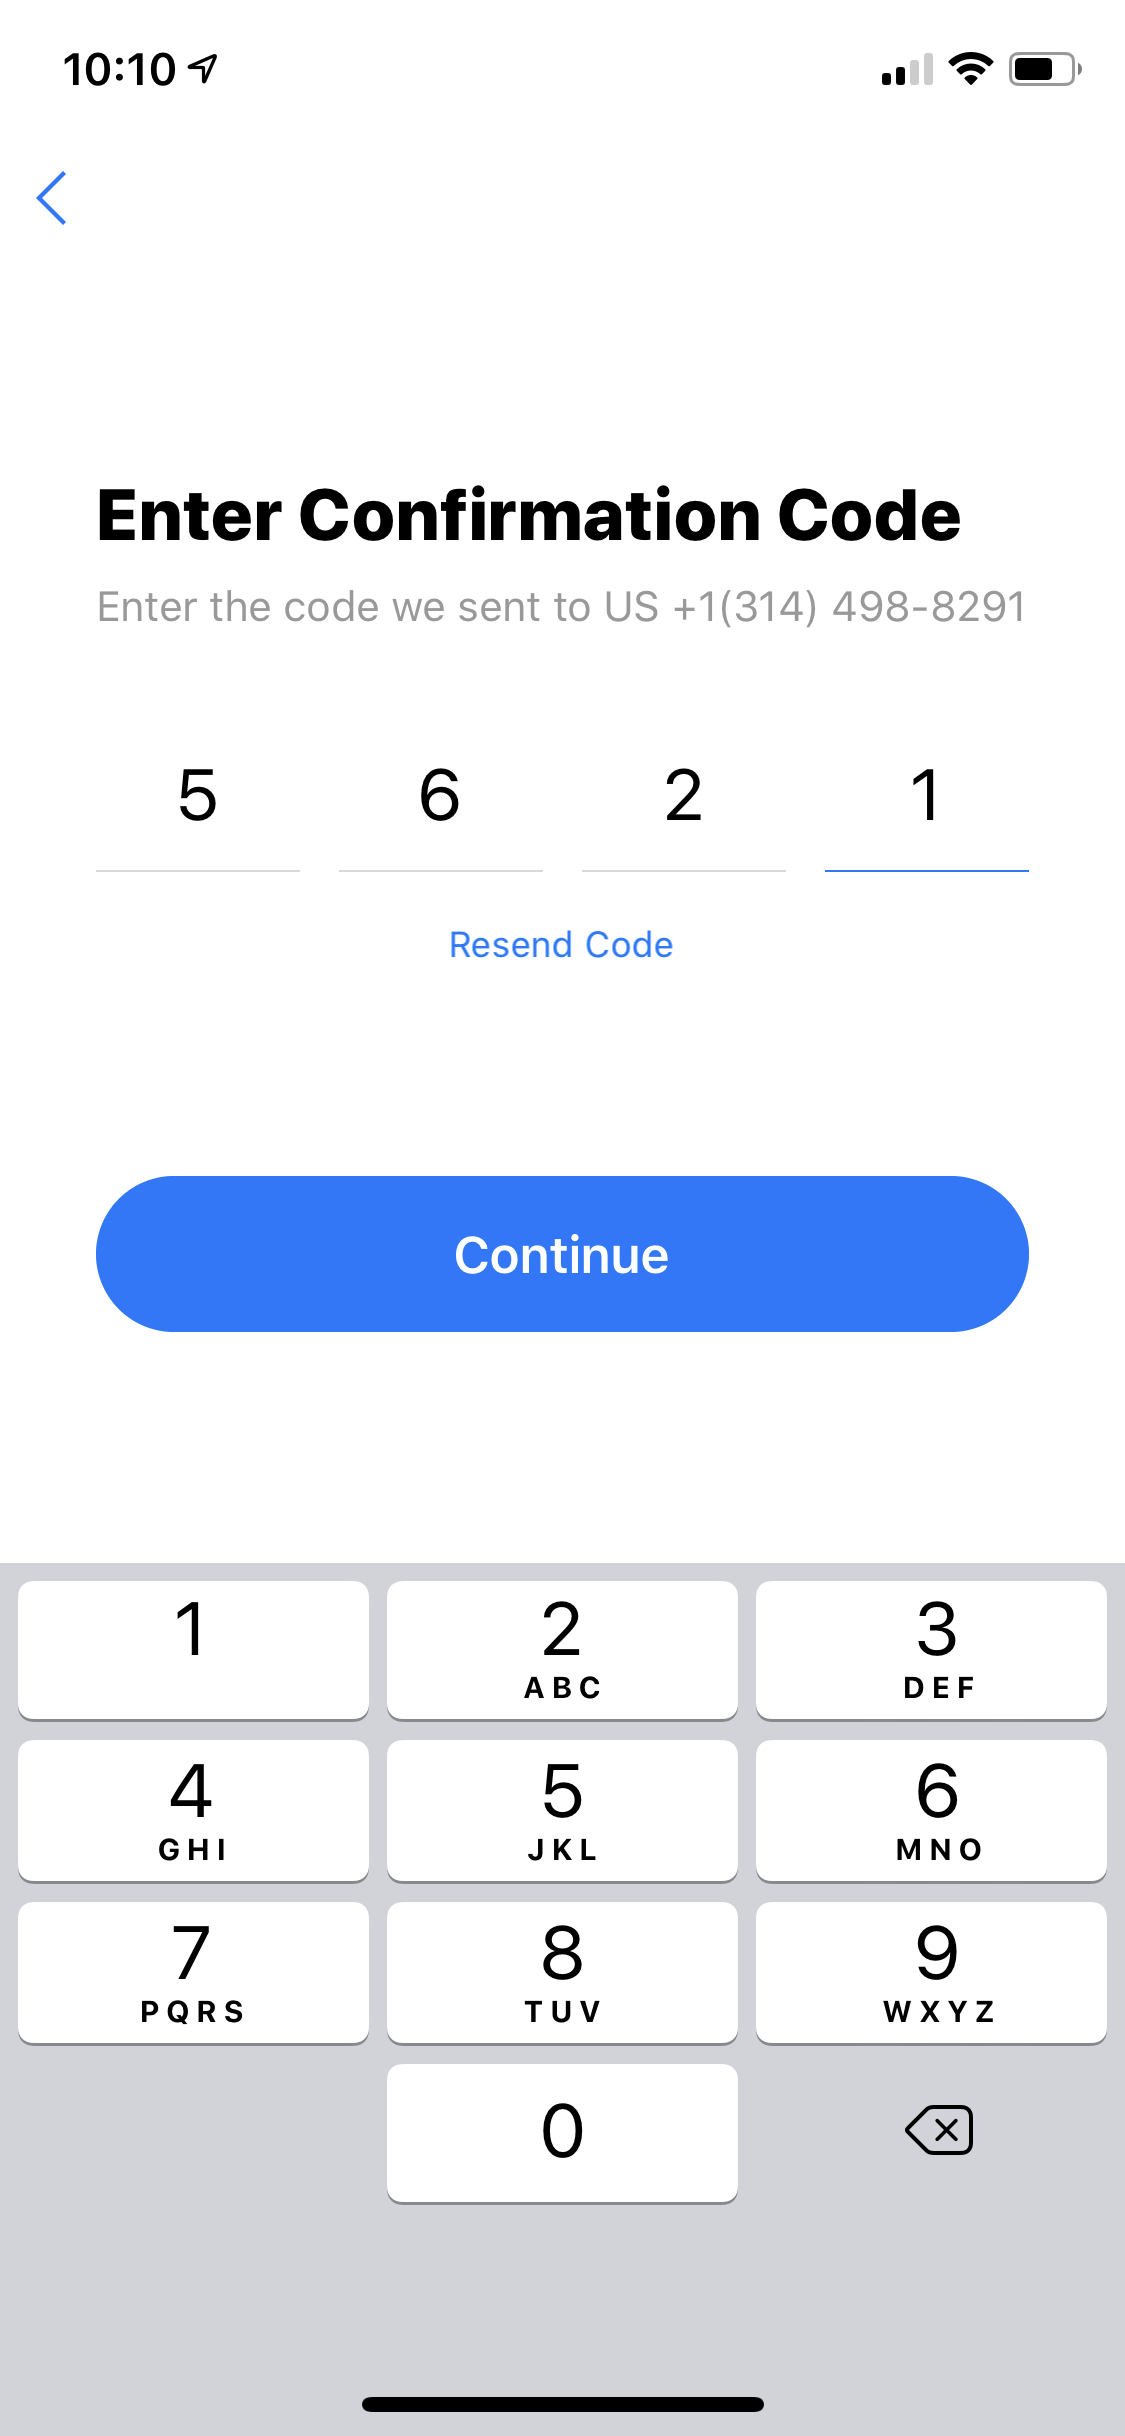 10:10
Enter Confirmation Code
Enter the code we sent to US +1(314) 498-8291
5 6 2 1
Resend Code
Continue
1 2 3
ABC DEF
4 5 6
GHI JKL MNO
7 8 9
PQRS TUV WXYZ
0